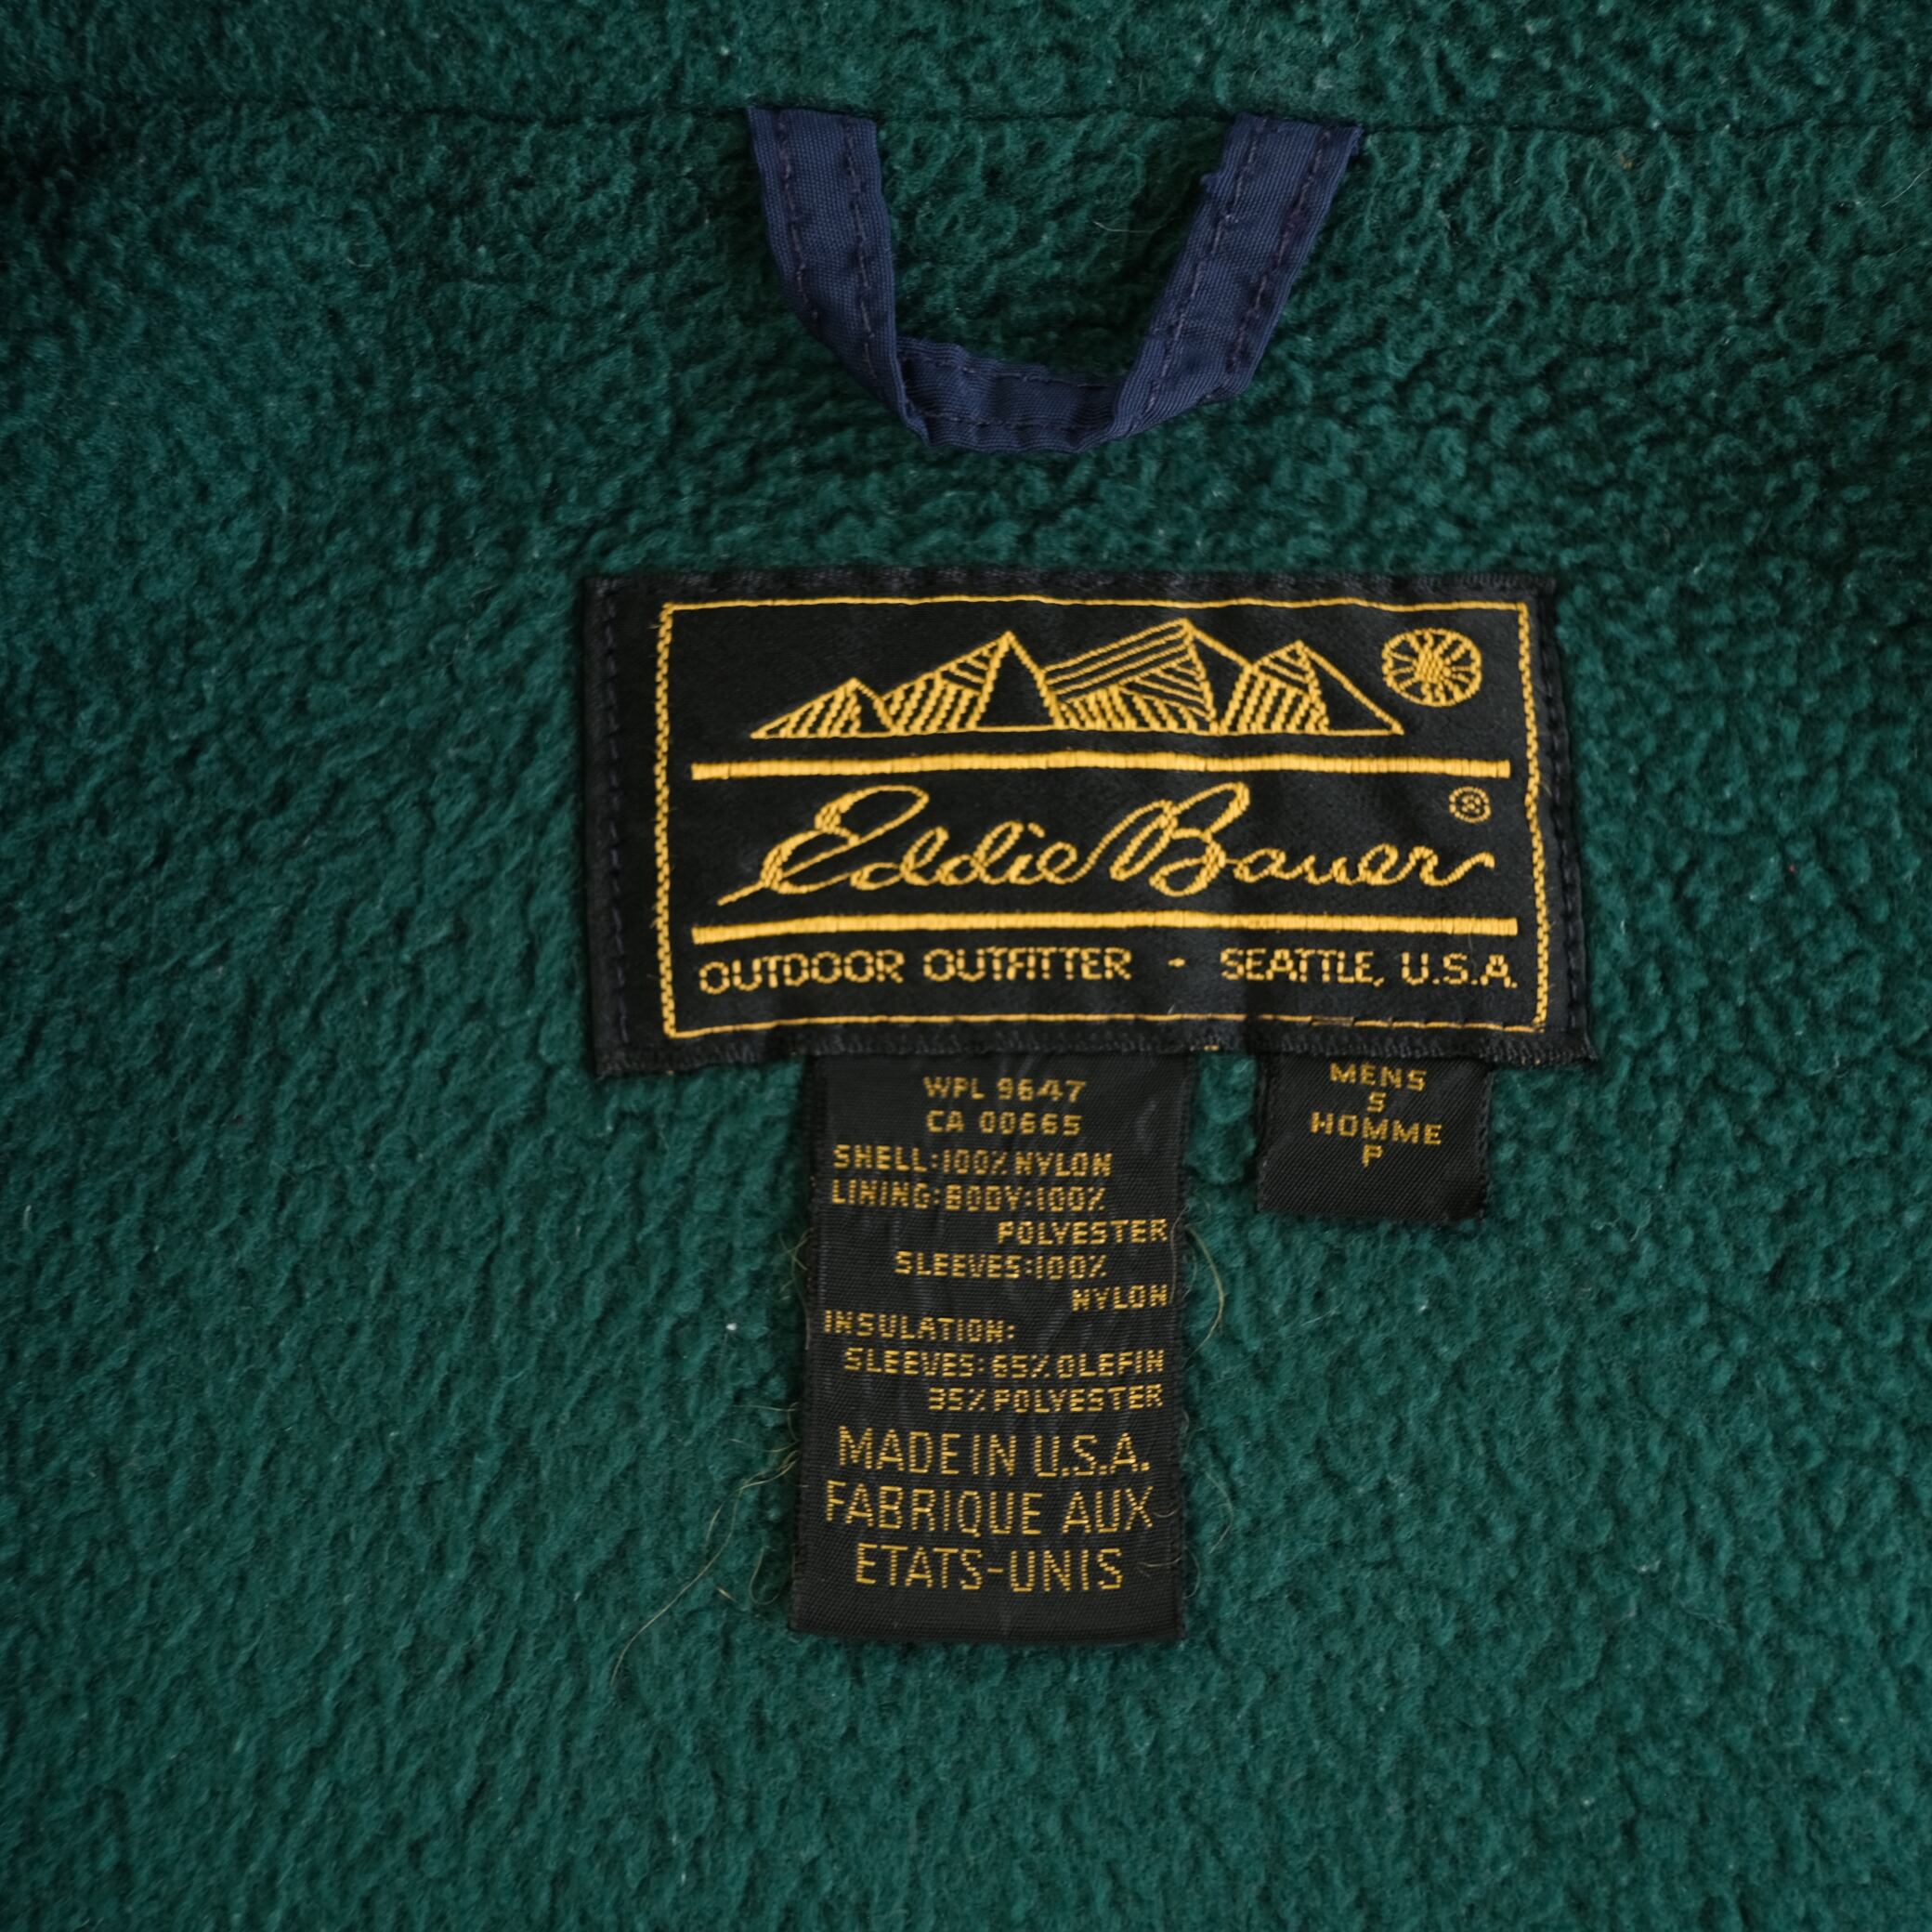 Eddie Bauer ®
OUTDOOR OUTFITTER - SEATTLE, U.S.A.
WPL 9647
CA 00665
SHELL:100% NYLON
LINING:BODY:100%
POLYESTER
SLEEVES:100%
NYLON
INSULATION:
SLEEVES:65% OLEFIN
35% POLYESTER
MADE IN U.S.A.
FABRIQUE AUX
ETATS-UNIS
MENS
S
HOMME
P